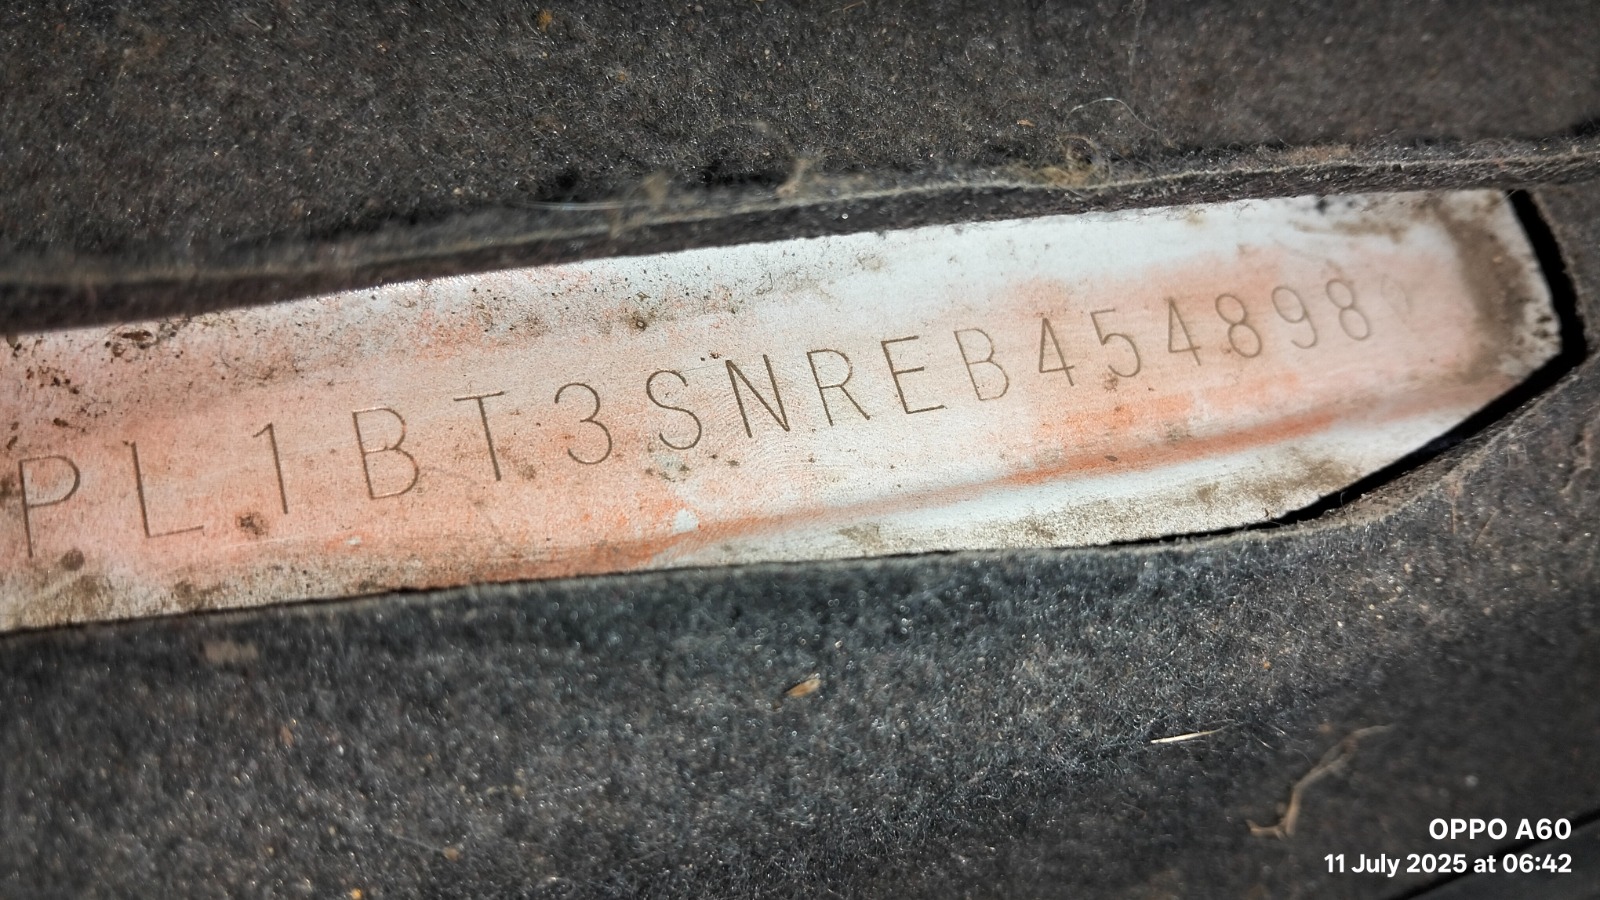 PL1BT3SNREB454898
OPPO A60
11 July 2025 at 06:42